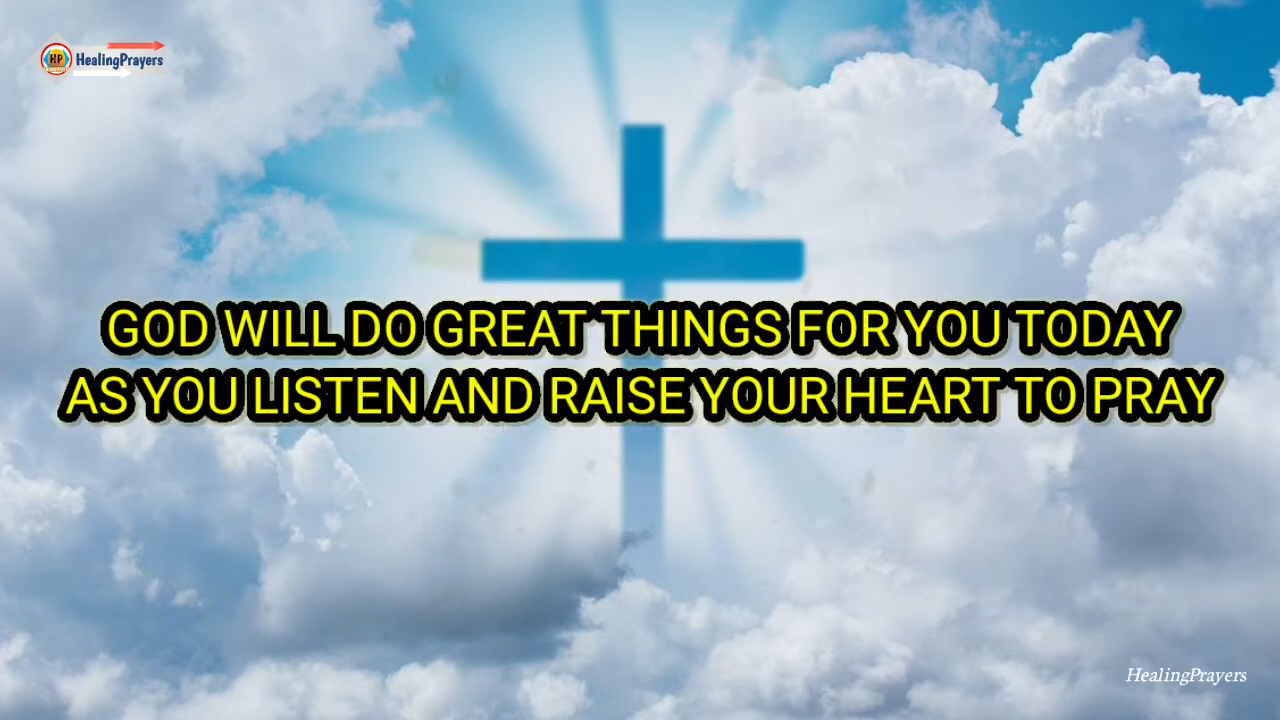 HP HealingPrayers
GOD WILL DO GREAT THINGS FOR YOU TODAY
AS YOU LISTEN AND RAISE YOUR HEART TO PRAY
HealingPrayers